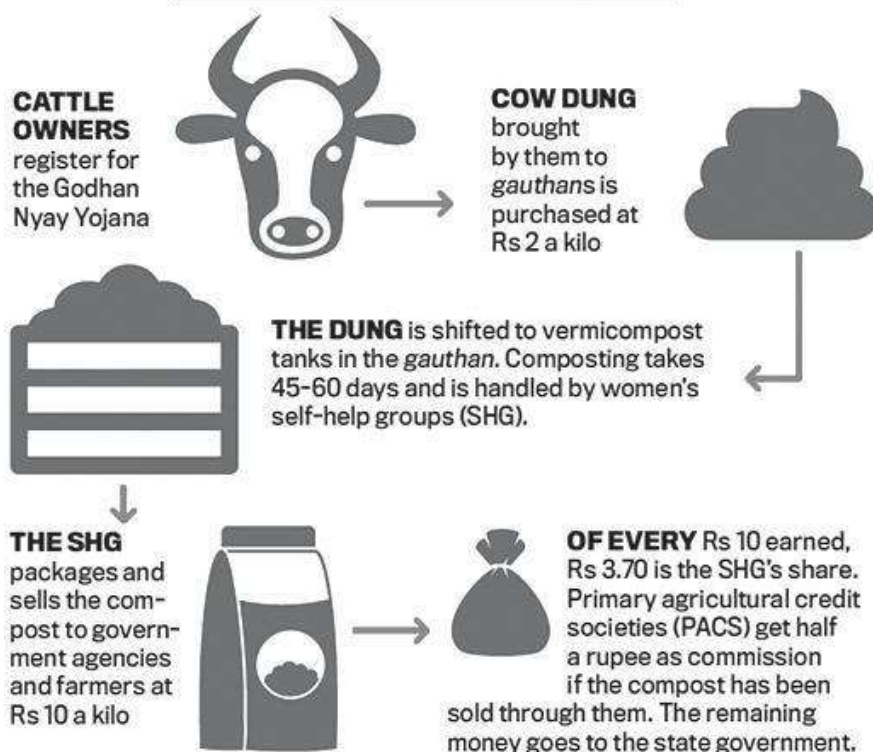 CATTLE
OWNERS
register for
the Godhan
Nyay Yojana
COW DUNG
brought
by them to
gauthans is
purchased at
Rs 2 a kilo
THE DUNG is shifted to vermicompost
tanks in the gauthan. Composting takes
45-60 days and is handled by women's
self-help groups (SHG).
THE SHG
packages and
sells the com-
post to govern-
ment agencies
and farmers at
Rs 10 a kilo
OF EVERY Rs 10 earned,
Rs 3.70 is the SHG's share.
Primary agricultural credit
societies (PACS) get half
a rupee as commission
if the compost has been
sold through them. The remaining
money goes to the state government.